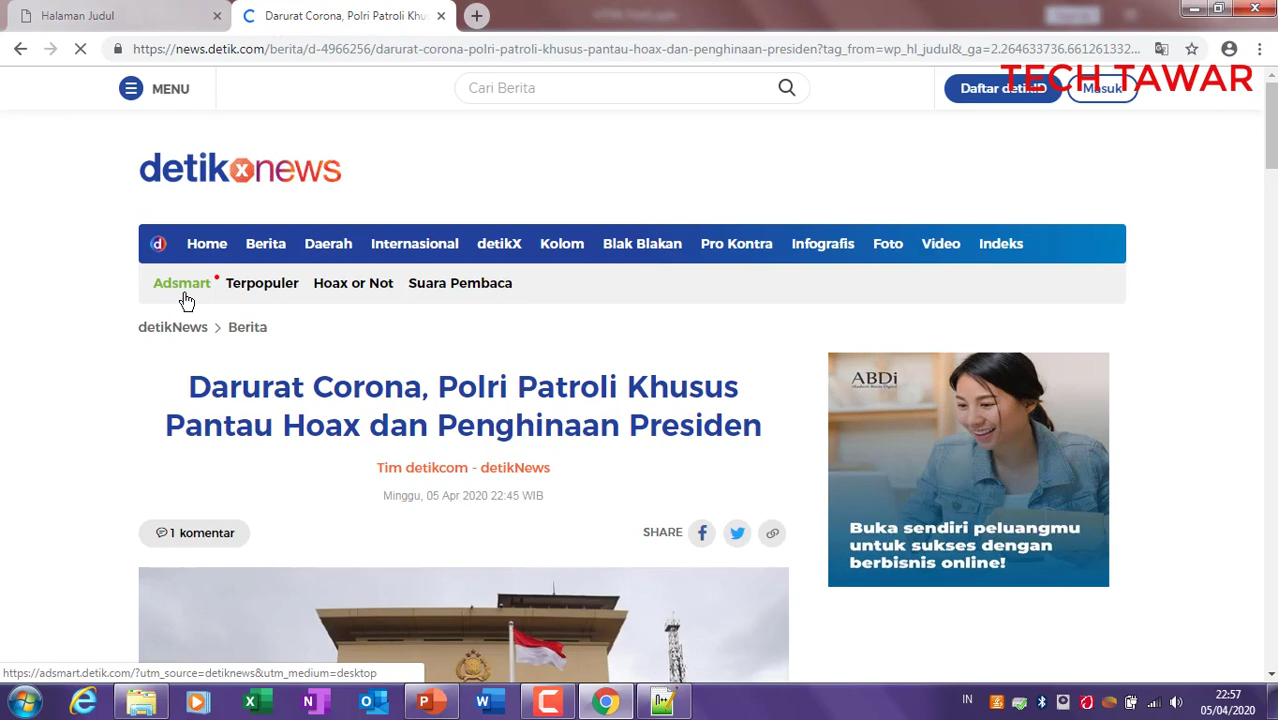 Halaman Judul
Darurat Corona, Polri Patroli Khus
https://news.detik.com/berita/d-4966256/darurat-corona-polri-patroli-khusus-pantau-hoax-dan-penghinaan-presiden?tag_from=wp_hl_judul&_ga=2.264633736.661261332...
TECH TAWAR
MENU
Cari Berita
Daftar detikID
Masuk
detikxnews
d Home Berita Daerah Internasional detikX Kolom Blak Blakan Pro Kontra Infografis Foto Video Indeks
Adsmart Terpopuler Hoax or Not Suara Pembaca
detikNews > Berita
Darurat Corona, Polri Patroli Khusus
Pantau Hoax dan Penghinaan Presiden
Tim detikcom - detikNews
Minggu, 05 Apr 2020 22:45 WIB
1 komentar
SHARE
ABDi
Buka sendiri peluangmu
untuk sukses dengan
berbisnis online!
https://adsmart.detik.com/?utm_source=detiknews&utm_medium=desktop
IN
22:57
05/04/2020